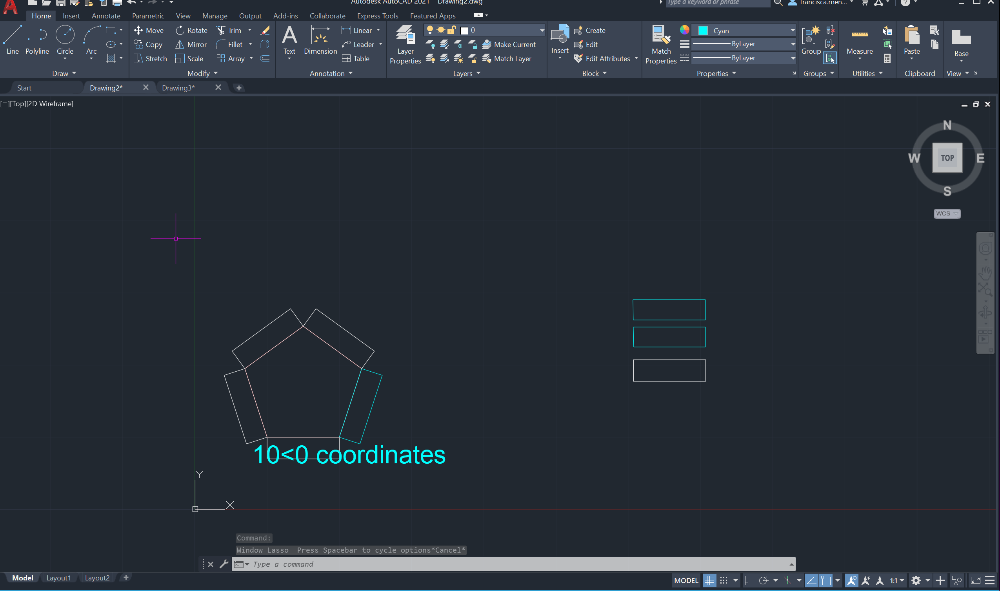 Autodesk AutoCAD 2021 Drawing2.dwg
Type a keyword or phrase
francisca.men...
Home Insert Annotate Parametric View Manage Output Add-ins Collaborate Express Tools Featured Apps
Line Polyline Circle Arc
Draw
Move Rotate Trim
Copy Mirror Fillet
Stretch Scale Array
Modify
Text Dimension
Linear
Leader
Table
Annotation
Layer
Properties
0
Make Current
Match Layer
Layers
Insert
Create
Edit
Edit Attributes
Block
Match
Properties
Cyan
ByLayer
ByLayer
Properties
Group
Groups
Measure
Utilities
Paste
Clipboard
Base
View
Start Drawing2* Drawing3*
[−][Top][2D Wireframe]
N
W TOP E
S
WCS
10<0 coordinates
Y
X
Command:
Window Lasso Press Spacebar to cycle options*Cancel*
Type a command
Model Layout1 Layout2
MODEL 1:1